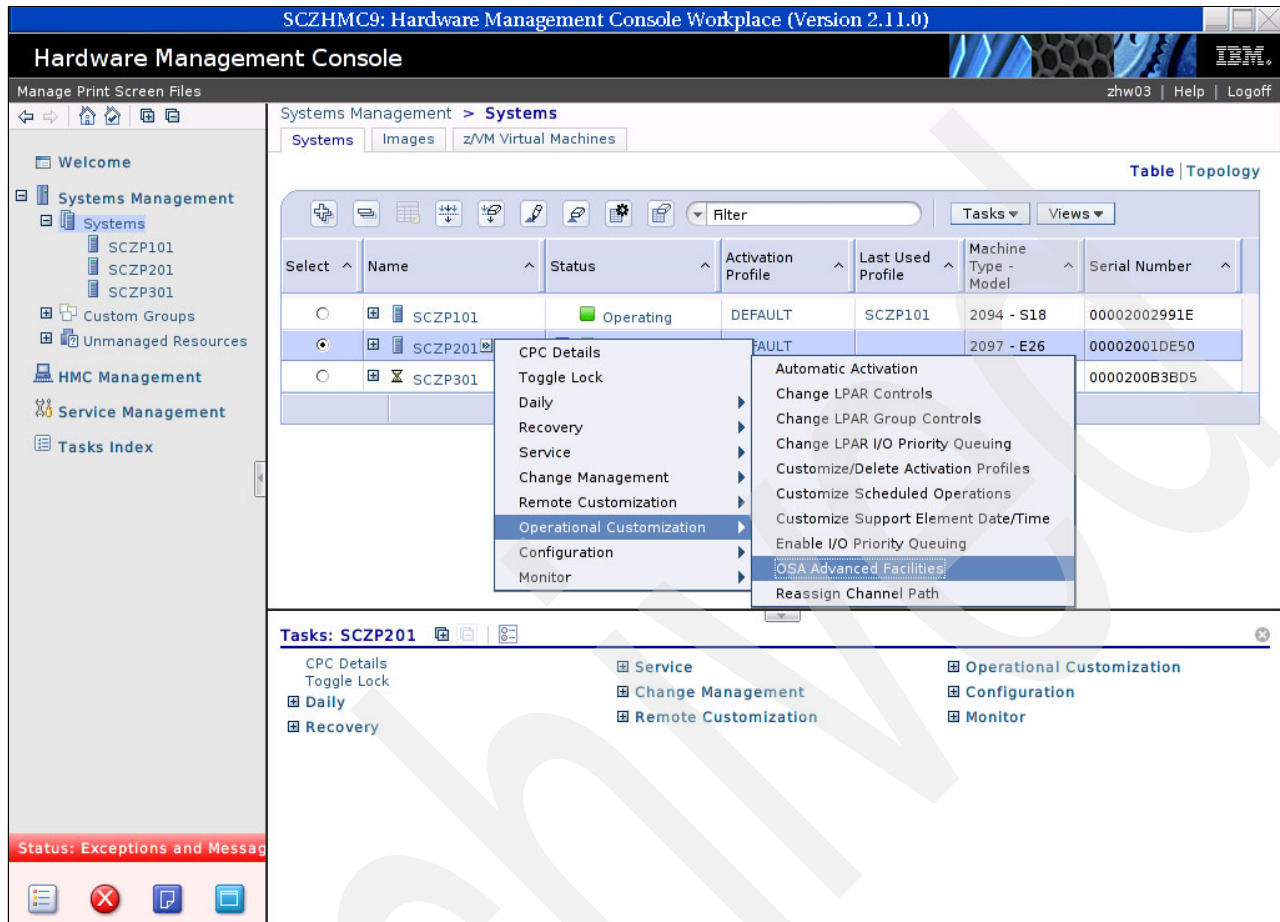 SCZHMC9: Hardware Management Console Workplace (Version 2.11.0)
Hardware Management Console
IBM.
Manage Print Screen Files
zhw03 | Help | Logoff
Welcome
Systems Management
Systems
SCZP101
SCZP201
SCZP301
Custom Groups
Unmanaged Resources
HMC Management
Service Management
Tasks Index
Status: Exceptions and Messag
Systems Management > Systems
Systems Images z/VM Virtual Machines
Table | Topology
Filter
Tasks Views
Select Name Status Activation Profile Last Used Profile Machine Type - Model Serial Number
SCZP101 Operating DEFAULT SCZP101 2094 - S18 00002002991E
SCZP201 FAULT 2097 - E26 00002001DE50
SCZP301 0000200B3BD5
CPC Details
Toggle Lock
Daily
Recovery
Service
Change Management
Remote Customization
Operational Customization
Configuration
Monitor
Automatic Activation
Change LPAR Controls
Change LPAR Group Controls
Change LPAR I/O Priority Queuing
Customize/Delete Activation Profiles
Customize Scheduled Operations
Customize Support Element Date/Time
Enable I/O Priority Queuing
OSA Advanced Facilities
Reassign Channel Path
Tasks: SCZP201
CPC Details
Toggle Lock
Daily
Recovery
Service
Change Management
Remote Customization
Operational Customization
Configuration
Monitor